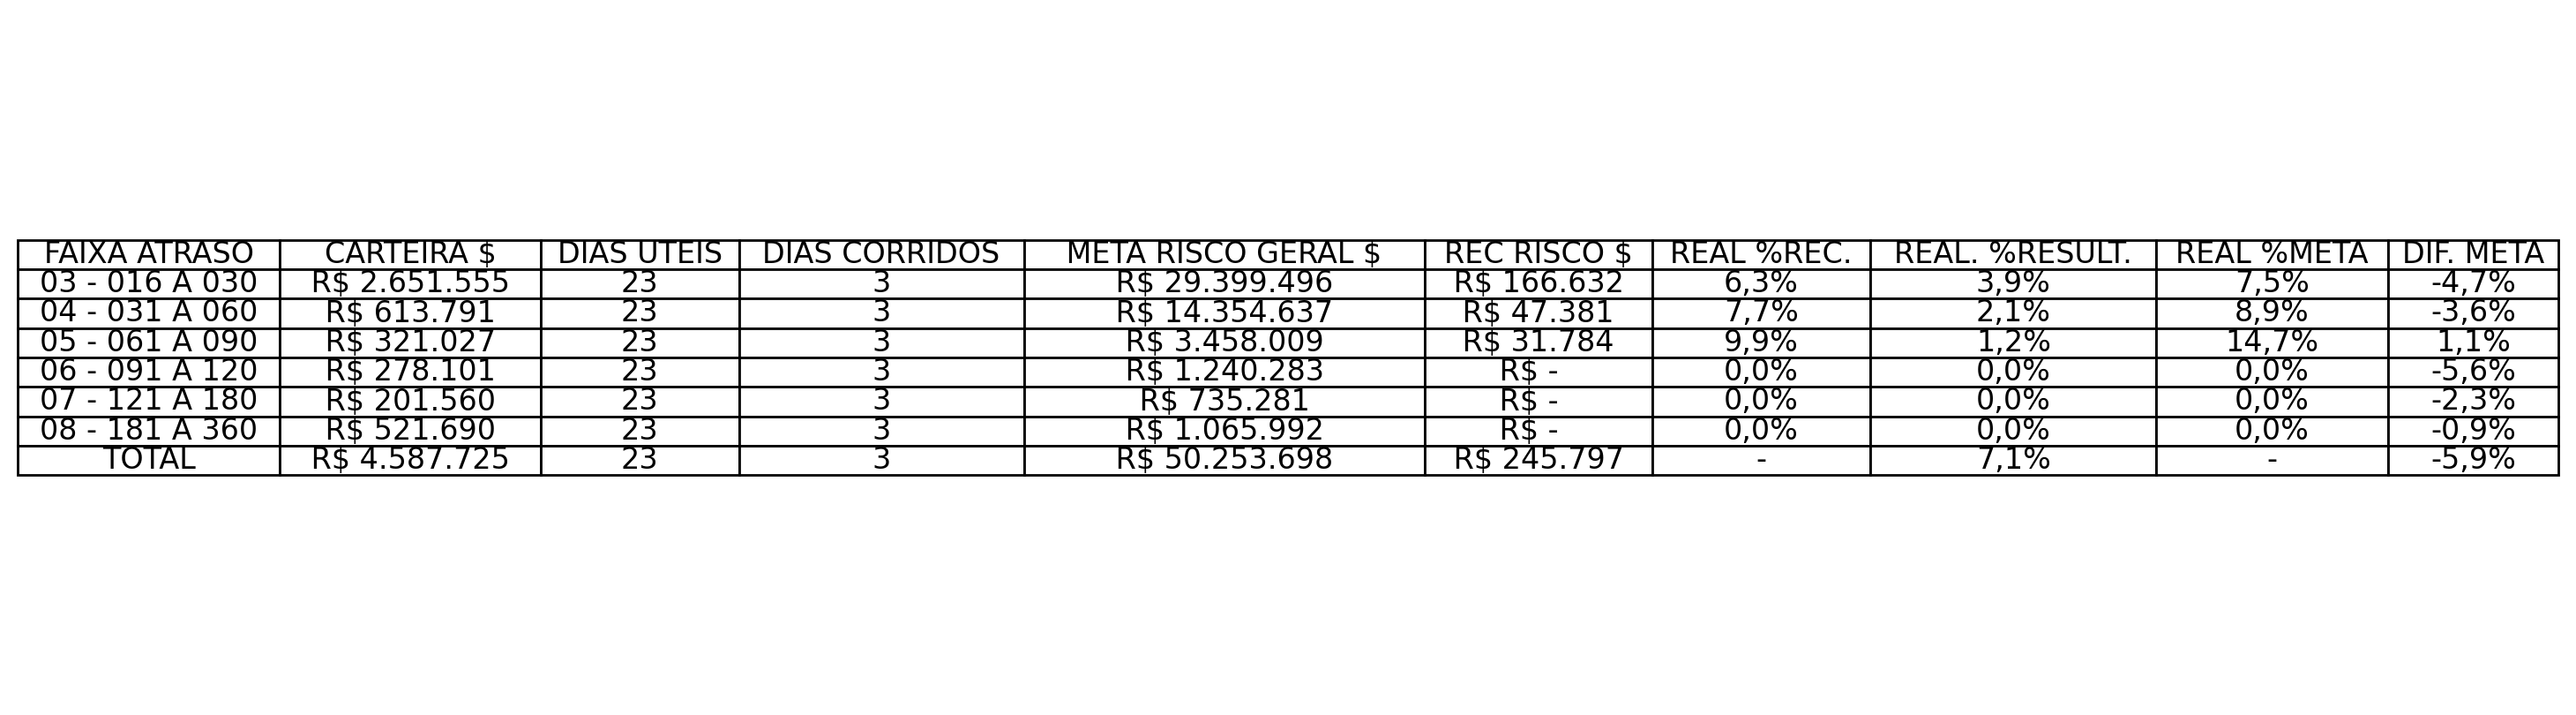 FAIXA ATRASO CARTEIRA $ DIAS UTEIS DIAS CORRIDOS META RISCO GERAL $ REC RISCO $ REAL %REC. REAL. %RESULT. REAL %META DIF. META
03 - 016 A 030 R$ 2.651.555 23 3 R$ 29.399.496 R$ 166.632 6,3% 3,9% 7,5% -4,7%
04 - 031 A 060 R$ 613.791 23 3 R$ 14.354.637 R$ 47.381 7,7% 2,1% 8,9% -3,6%
05 - 061 A 090 R$ 321.027 23 3 R$ 3.458.009 R$ 31.784 9,9% 1,2% 14,7% 1,1%
06 - 091 A 120 R$ 278.101 23 3 R$ 1.240.283 R$ - 0,0% 0,0% 0,0% -5,6%
07 - 121 A 180 R$ 201.560 23 3 R$ 735.281 R$ - 0,0% 0,0% 0,0% -2,3%
08 - 181 A 360 R$ 521.690 23 3 R$ 1.065.992 R$ - 0,0% 0,0% 0,0% -0,9%
TOTAL R$ 4.587.725 23 3 R$ 50.253.698 R$ 245.797 - 7,1% - -5,9%